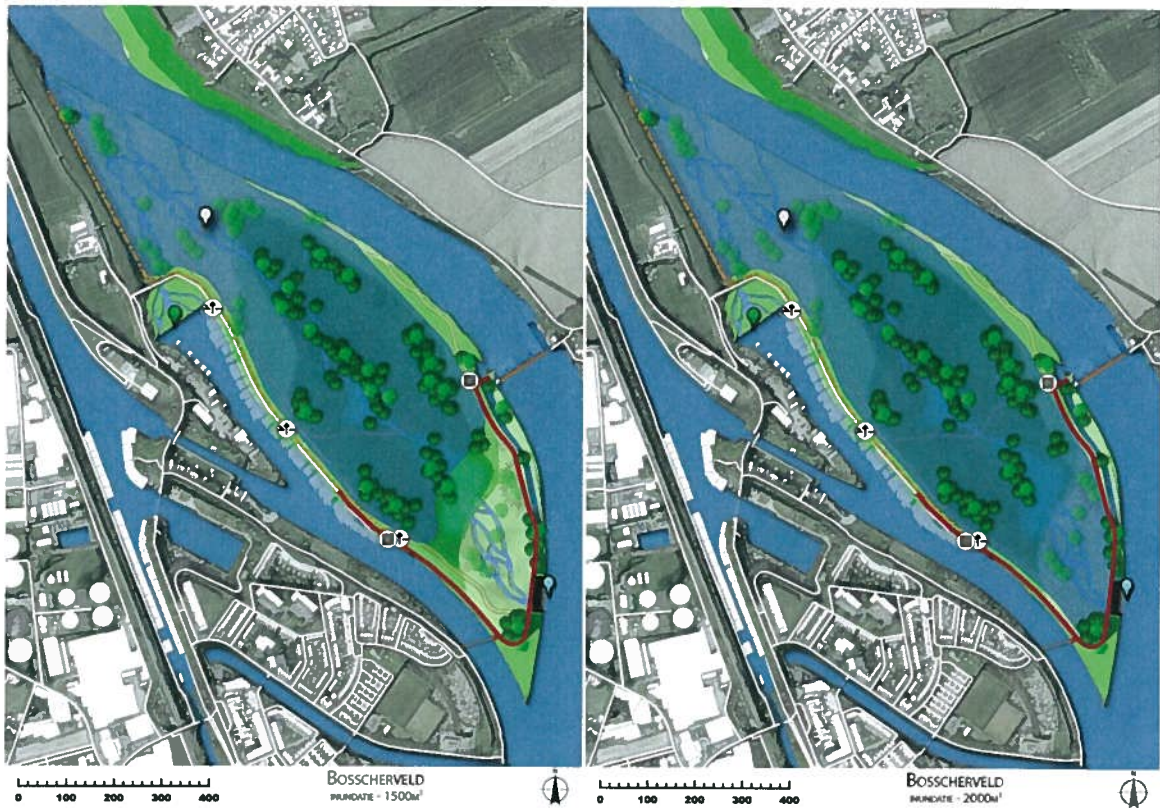 0 100 200 300 400
BOSSCHERVELD
INUNDATIE - 1500M³
N
0 100 200 300 400
BOSSCHERVELD
INUNDATIE - 2000M³
N